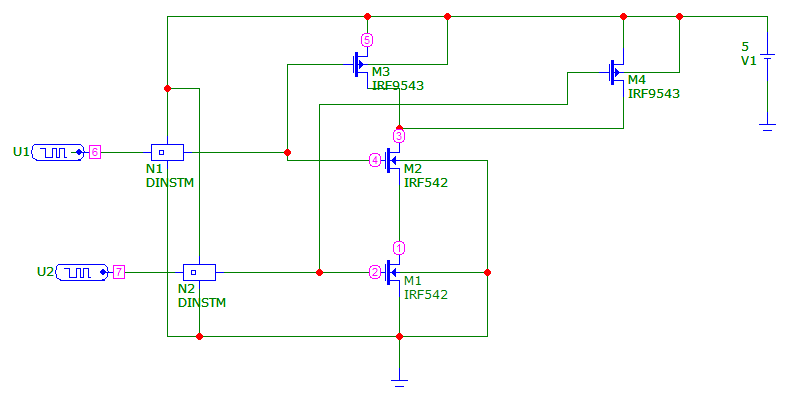 5
M3
IRF9543
M4
IRF9543
5
V1
3
U1
6
N1
DINSTM
4
M2
IRF542
1
U2
7
N2
DINSTM
2
M1
IRF542